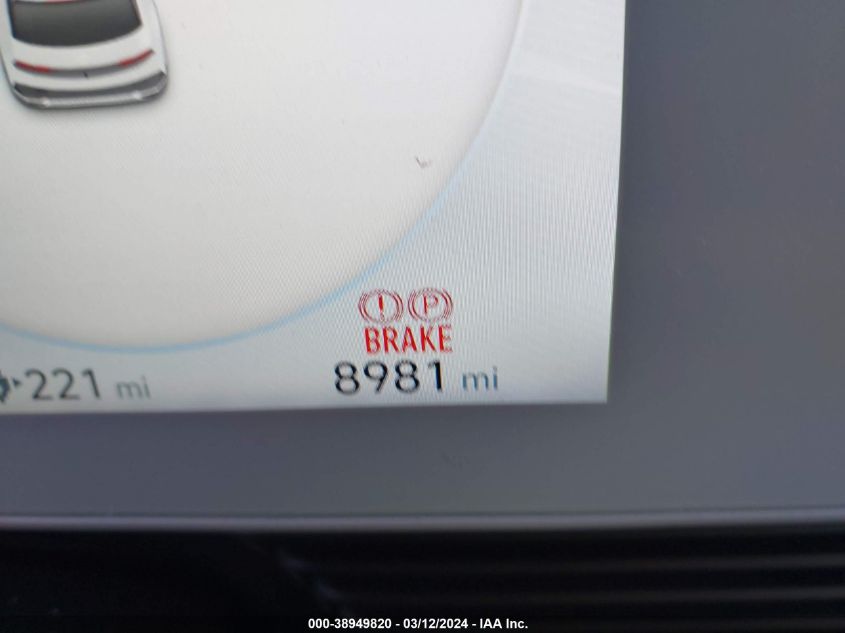 (!) (P)
BRAKE
221 mi 8981 mi
000-38949820 - 03/12/2024 - IAA Inc.